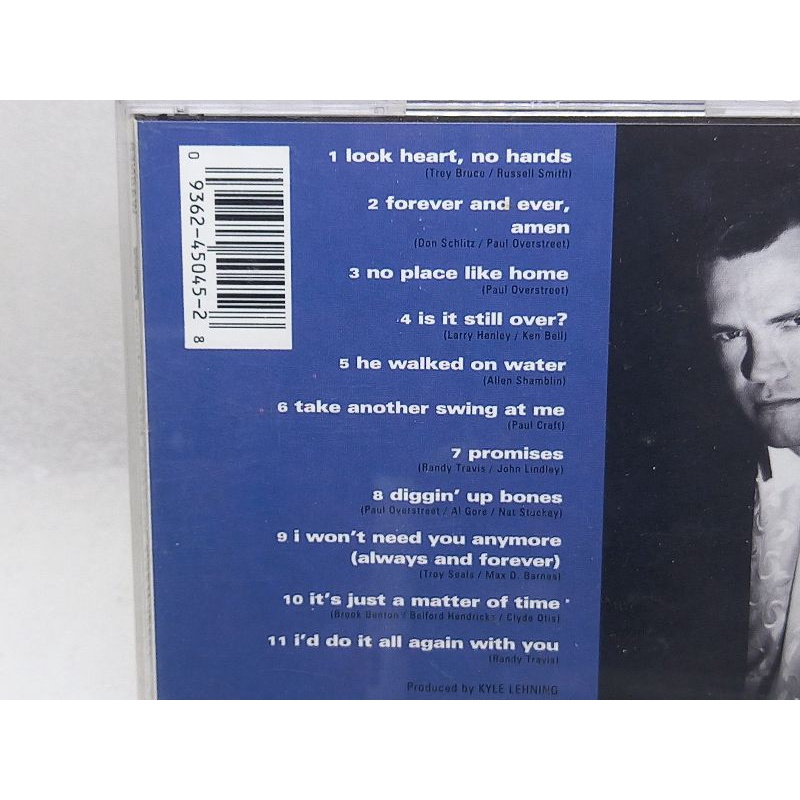 0 9362-45045-2 8
1 look heart, no hands
(Trey Bruce / Russell Smith)
2 forever and ever,
amen
(Don Schlitz / Paul Overstreet)
3 no place like home
(Paul Overstreet)
4 is it still over?
(Larry Henley / Ken Bell)
5 he walked on water
(Allen Shamblin)
6 take another swing at me
(Paul Craft)
7 promises
(Randy Travis / John Lindley)
8 diggin' up bones
(Paul Overstreet / Al Gore / Nat Stuckey)
9 i won't need you anymore
(always and forever)
(Troy Seals / Max D. Barnes)
10 it's just a matter of time
(Brook Benton / Belford Hendricks / Clyde Otis)
11 i'd do it all again with you
(Randy Travis)
Produced by KYLE LEHNING